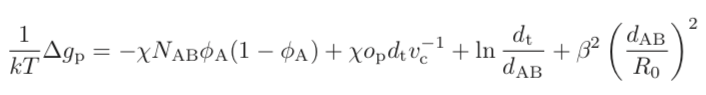 \frac{1}{kT}\Delta g_{\mathrm{p}} = -\chi N_{\mathrm{AB}}\phi_{\mathrm{A}}(1-\phi_{\mathrm{A}}) + \chi o_{\mathrm{p}} d_{\mathrm{t}} v_{\mathrm{c}}^{-1} + \ln\frac{d_{\mathrm{t}}}{d_{\mathrm{AB}}} + \beta^{2}\left(\frac{d_{\mathrm{AB}}}{R_{0}}\right)^{2}